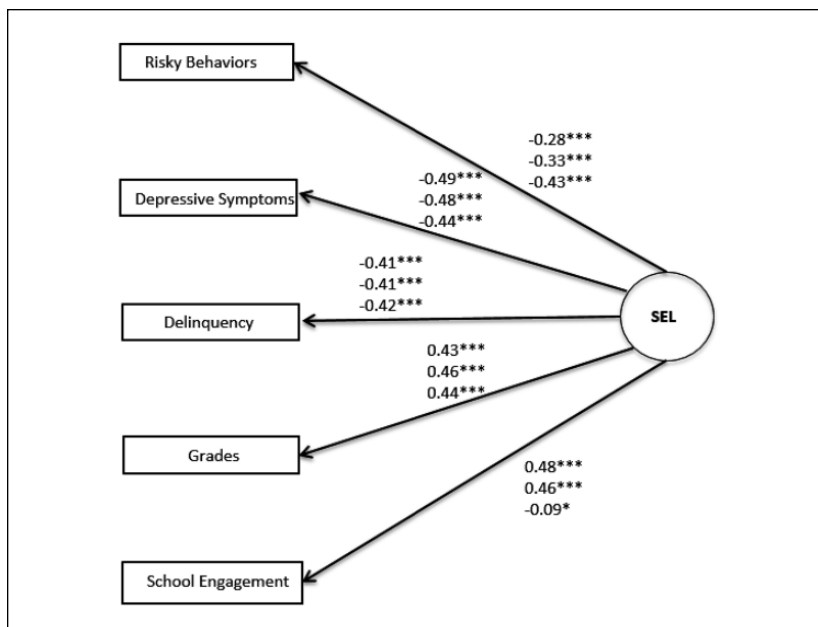 Risky Behaviors
-0.28***
-0.33***
-0.43***
Depressive Symptoms
-0.49***
-0.48***
-0.44***
Delinquency
-0.41***
-0.41***
-0.42***
SEL
Grades
0.43***
0.46***
0.44***
School Engagement
0.48***
0.46***
-0.09*